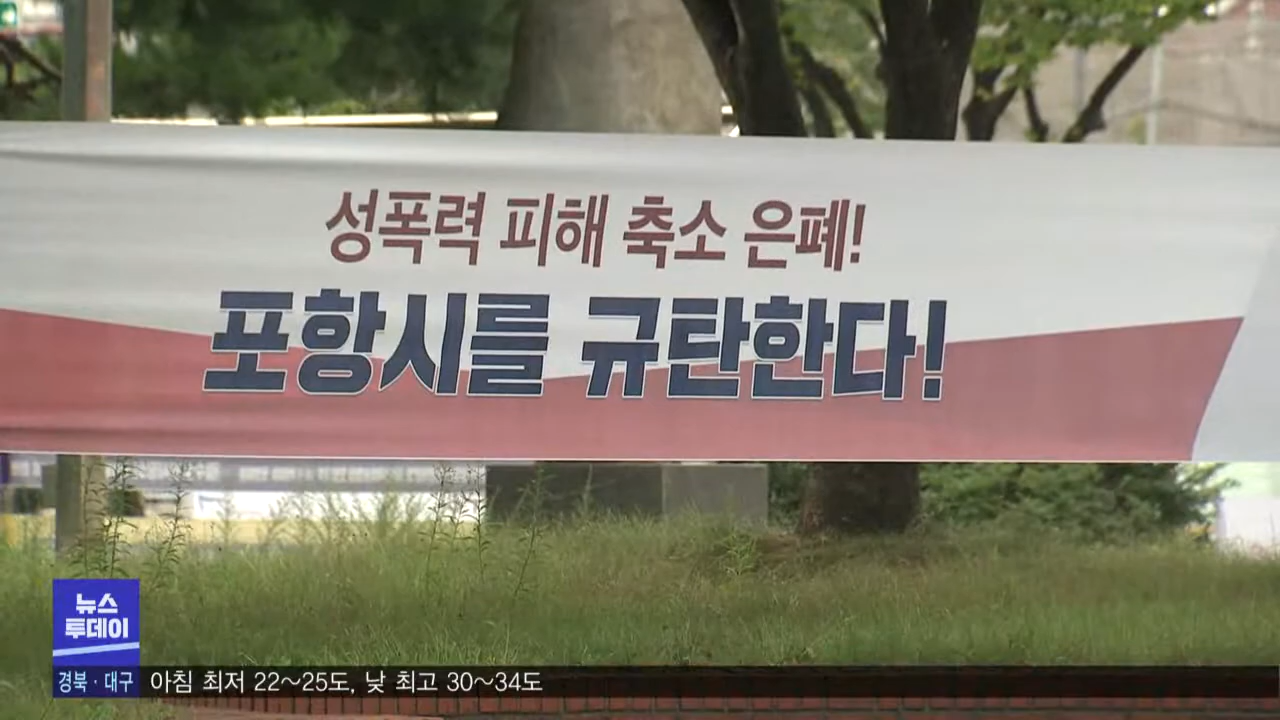 성폭력 피해 축소 은폐!
포항시를 규탄한다!
뉴스
투데이
경북·대구 아침 최저 22~25도, 낮 최고 30~34도